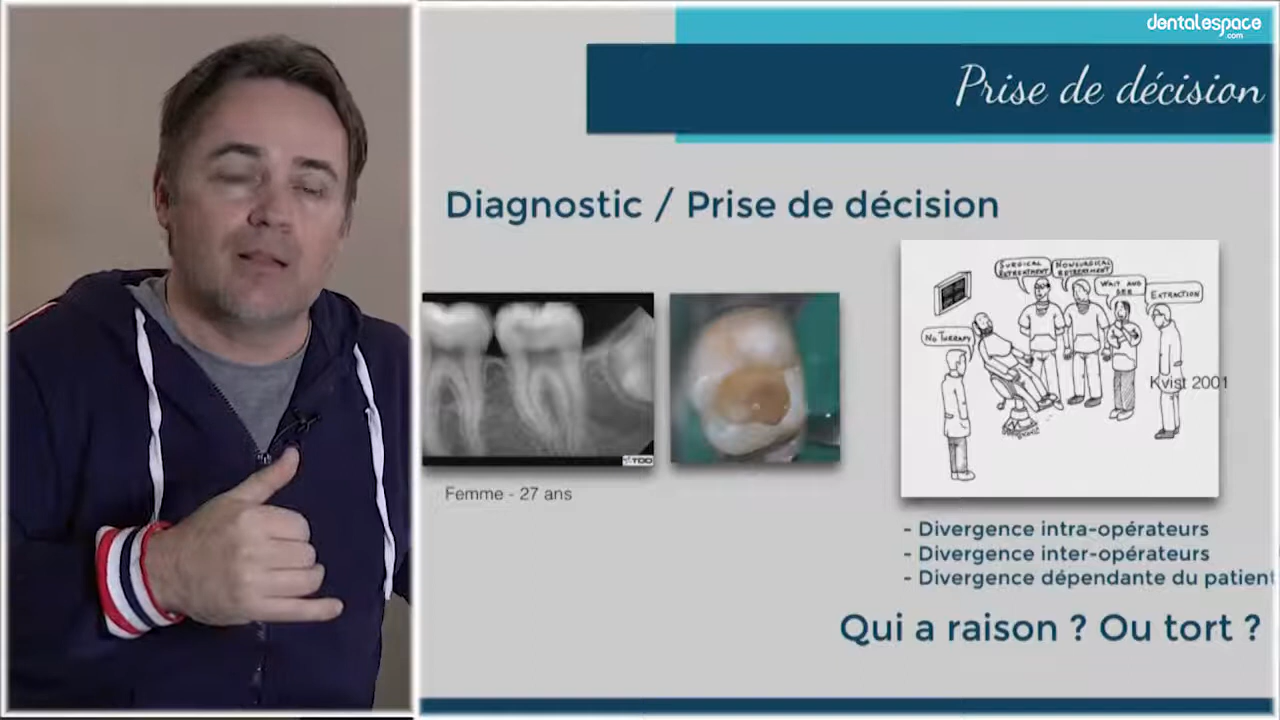 dentalespace
.com
Prise de décision
Diagnostic / Prise de décision
SURGICAL
RETREATMENT
NONSURGICAL
RETREATMENT
WAIT AND
SEE
EXTRACTION
NO THERAPY
Kvist 2001
Femme - 27 ans
- Divergence intra-opérateurs
- Divergence inter-opérateurs
- Divergence dépendante du patient
Qui a raison ? Ou tort ?